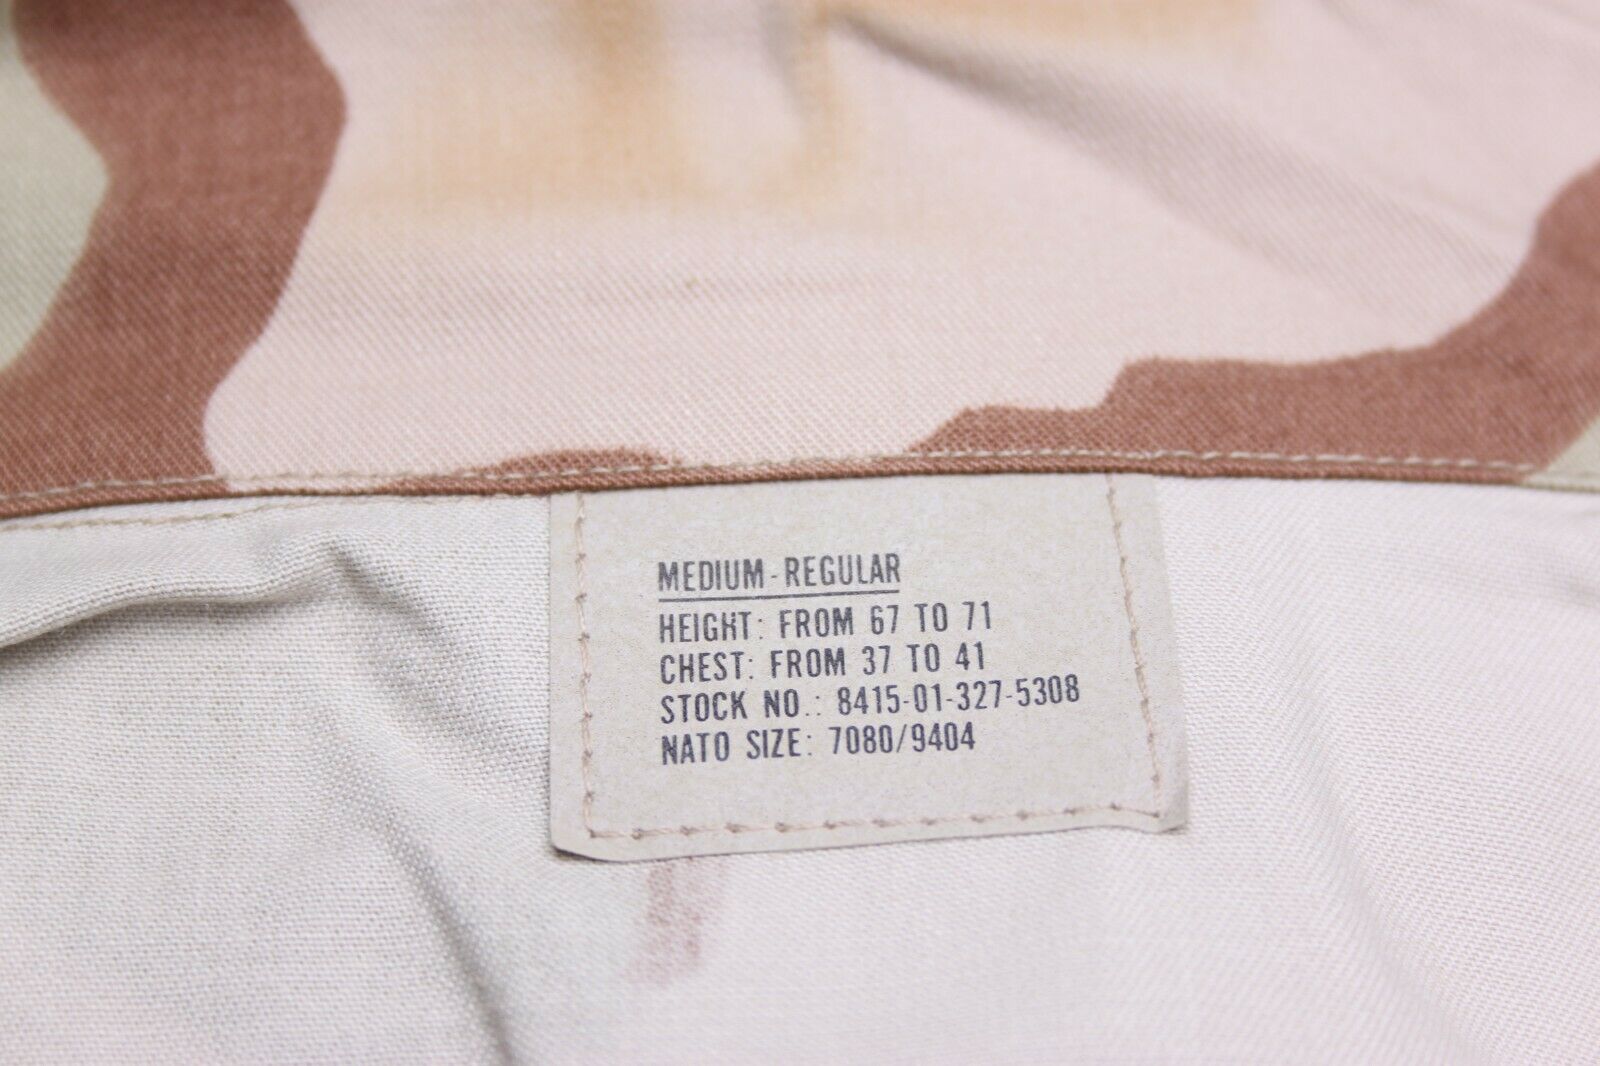 MEDIUM-REGULAR
HEIGHT: FROM 67 TO 71
CHEST: FROM 37 TO 41
STOCK NO.: 8415-01-327-5308
NATO SIZE: 7080/9404